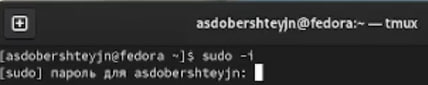 asdobershteyjn@fedora:~ — tmux
[asdobershteyjn@fedora ~]$ sudo -i
[sudo] пароль для asdobershteyjn: